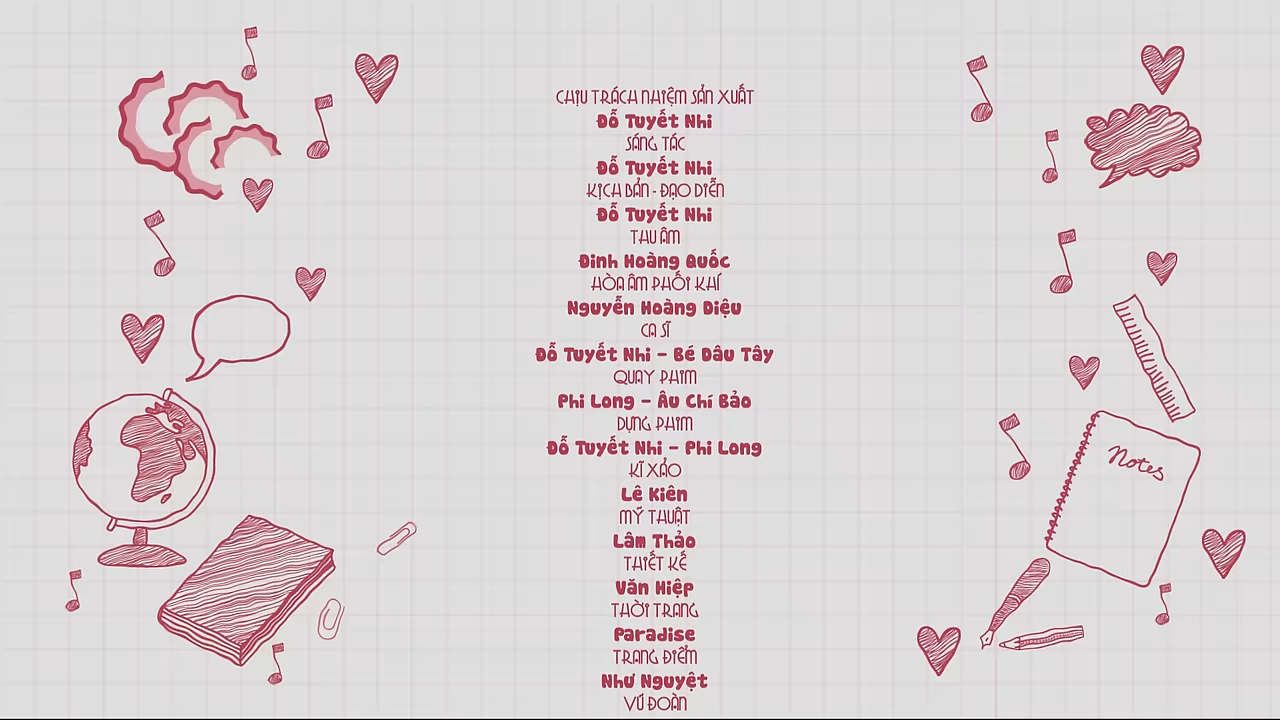 CHỊU TRÁCH NHIỆM SẢN XUẤT
Đỗ Tuyết Nhi
SÁNG TÁC
Đỗ Tuyết Nhi
KỊCH BẢN - ĐẠO DIỄN
Đỗ Tuyết Nhi
THU ÂM
Đinh Hoàng Quốc
HÒA ÂM PHỐI KHÍ
Nguyễn Hoàng Diệu
CA SĨ
Đỗ Tuyết Nhi - Bé Dâu Tây
QUAY PHIM
Phi Long - Âu Chí Bảo
DỰNG PHIM
Đỗ Tuyết Nhi - Phi Long
KĨ XẢO
Lê Kiên
MỸ THUẬT
Lâm Thảo
THIẾT KẾ
Văn Hiệp
THỜI TRANG
Paradise
TRANG ĐIỂM
Như Nguyệt
VŨ ĐOÀN
Notes